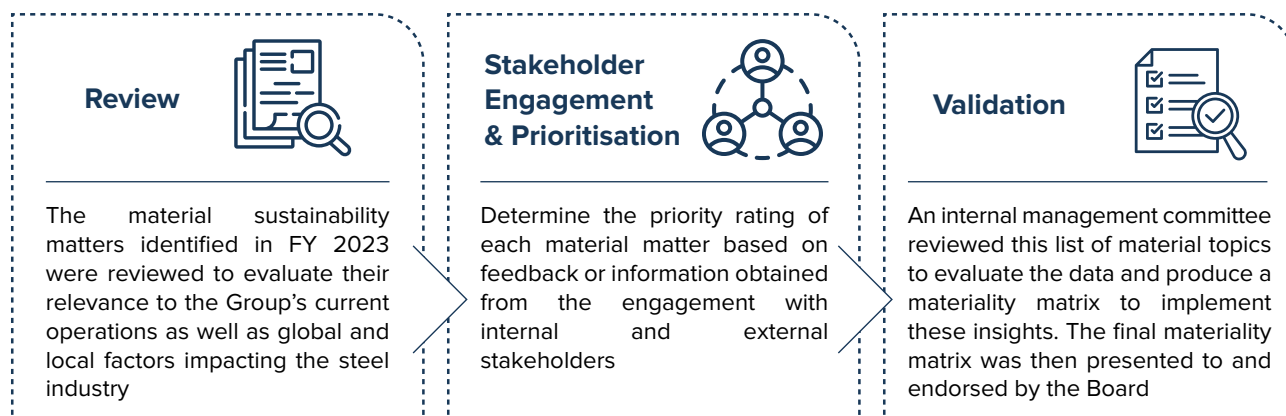 Review
The material sustainability
matters identified in FY 2023
were reviewed to evaluate their
relevance to the Group’s current
operations as well as global and
local factors impacting the steel
industry
Stakeholder
Engagement
& Prioritisation
Determine the priority rating of
each material matter based on
feedback or information obtained
from the engagement with
internal and external
stakeholders
Validation
An internal management committee
reviewed this list of material topics
to evaluate the data and produce a
materiality matrix to implement
these insights. The final materiality
matrix was then presented to and
endorsed by the Board